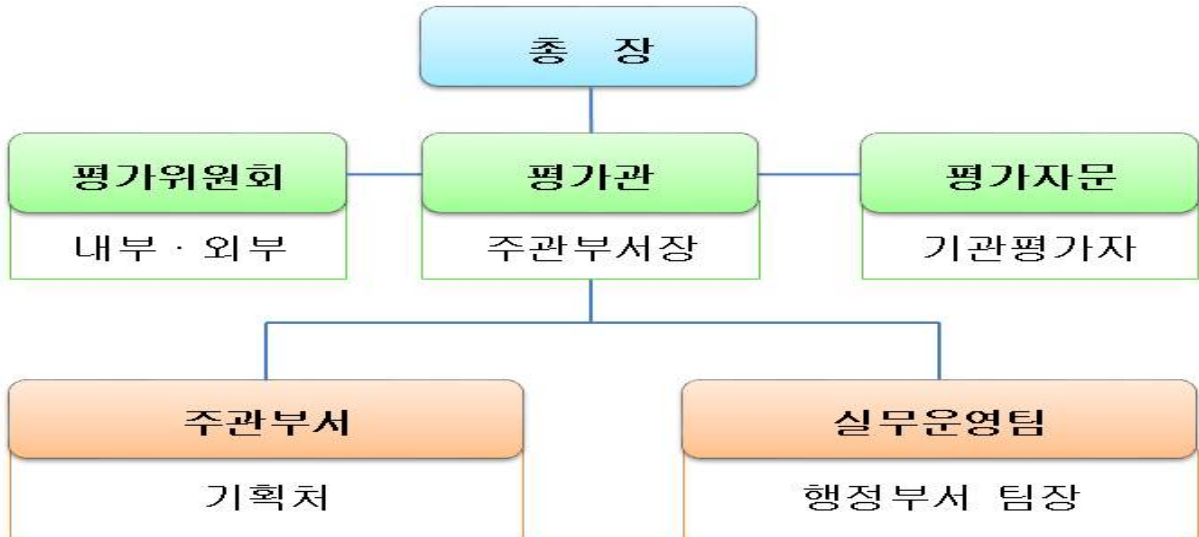 총 장
평가위원회
평가관
평가자문
내부 · 외부
주관부서장
기관평가자
주관부서
실무운영팀
기획처
행정부서 팀장